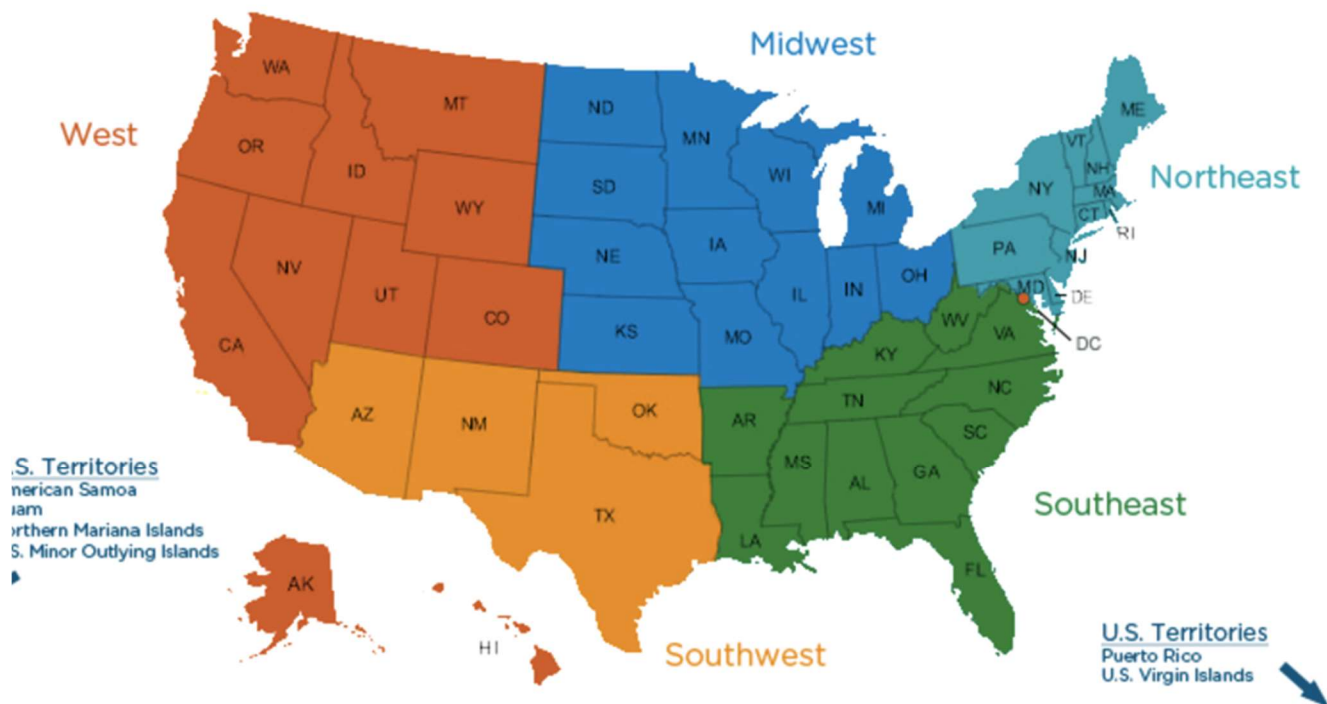 Midwest
West
Northeast
Southeast
Southwest
WA
MT
ND
MN
ME
OR
ID
SD
WI
VT
NH
NY
MA
MI
WY
CT
RI
IA
NE
PA
NJ
NV
UT
CO
KS
IL
IN
OH
MD
DE
MO
WV
VA
DC
CA
KY
AZ
NM
OK
AR
TN
NC
SC
MS
AL
GA
TX
LA
FL
AK
HI
.S. Territories
merican Samoa
uam
orthern Mariana Islands
S. Minor Outlying Islands
U.S. Territories
Puerto Rico
U.S. Virgin Islands